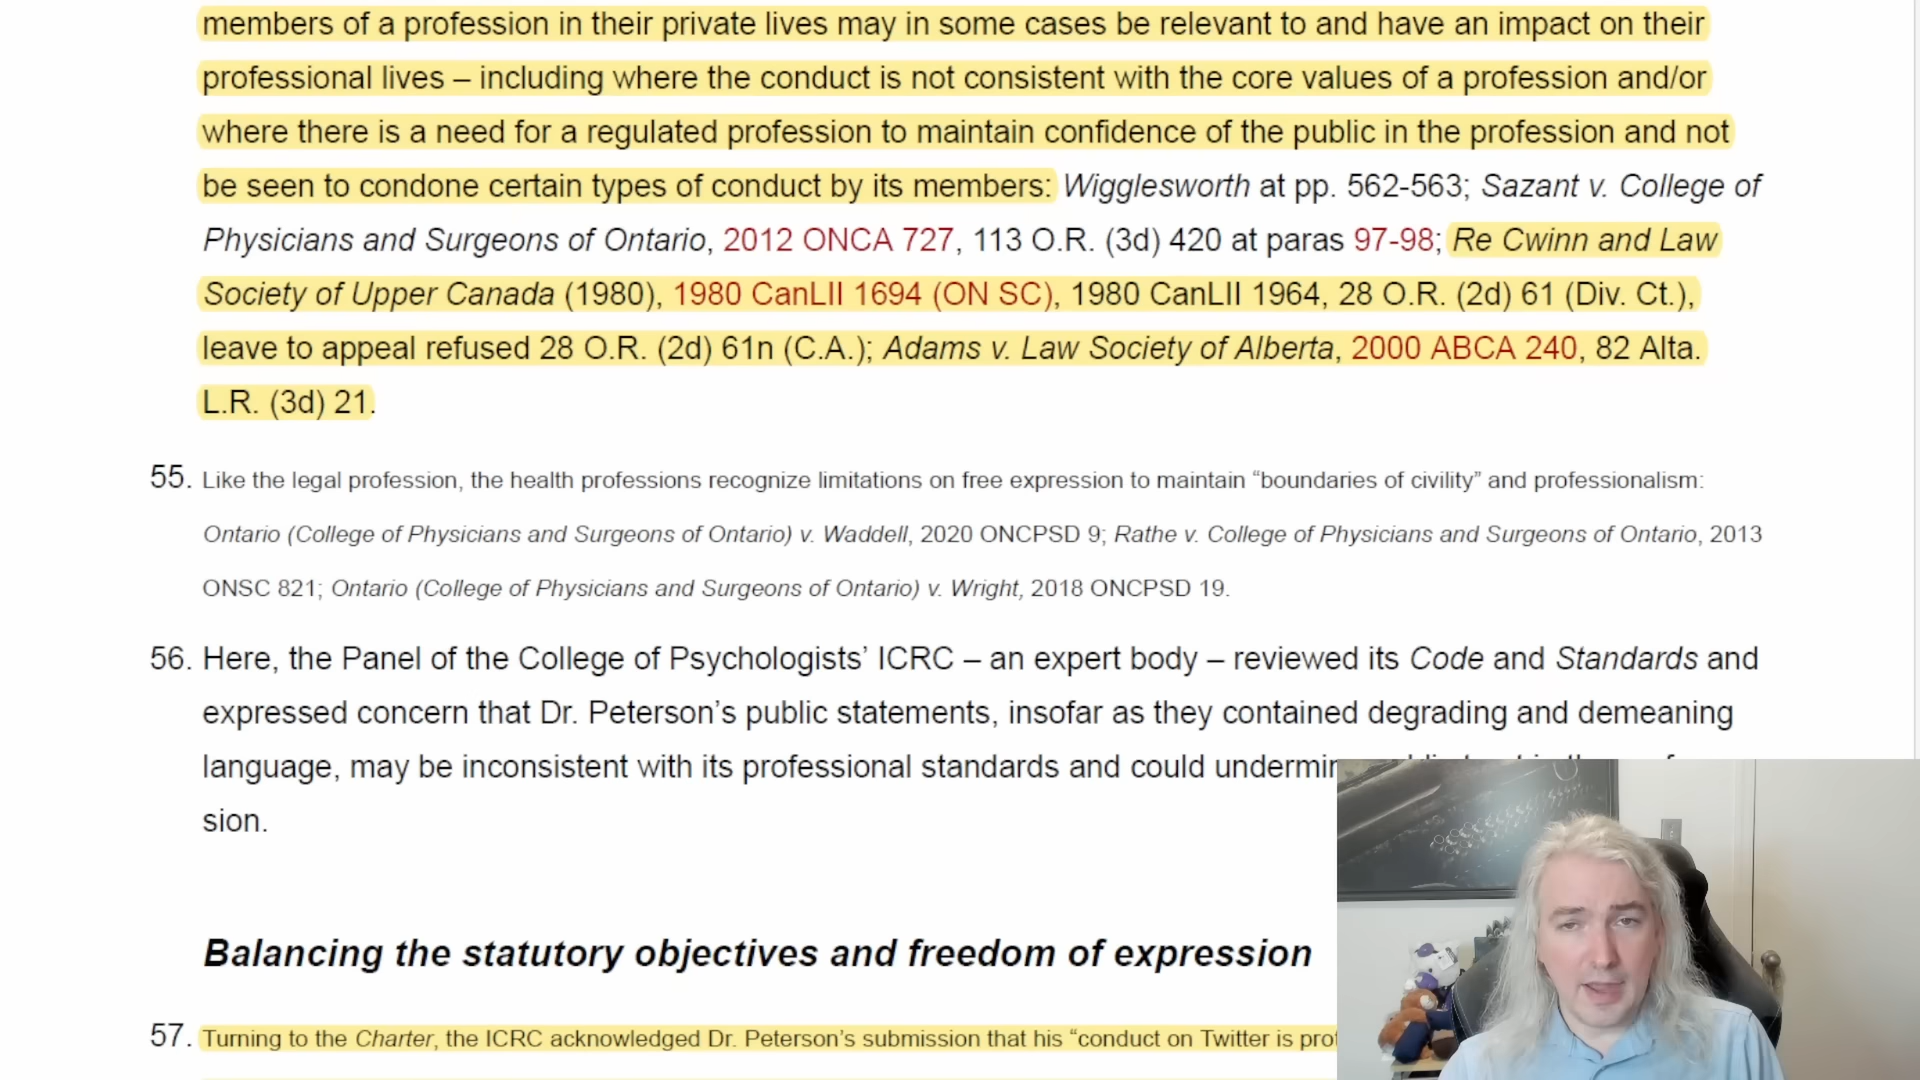 members of a profession in their private lives may in some cases be relevant to and have an impact on their
professional lives – including where the conduct is not consistent with the core values of a profession and/or
where there is a need for a regulated profession to maintain confidence of the public in the profession and not
be seen to condone certain types of conduct by its members: Wigglesworth at pp. 562-563; Sazant v. College of
Physicians and Surgeons of Ontario, 2012 ONCA 727, 113 O.R. (3d) 420 at paras 97-98; Re Cwinn and Law
Society of Upper Canada (1980), 1980 CanLII 1694 (ON SC), 1980 CanLII 1964, 28 O.R. (2d) 61 (Div. Ct.),
leave to appeal refused 28 O.R. (2d) 61n (C.A.); Adams v. Law Society of Alberta, 2000 ABCA 240, 82 Alta.
L.R. (3d) 21.
55. Like the legal profession, the health professions recognize limitations on free expression to maintain “boundaries of civility” and professionalism:
Ontario (College of Physicians and Surgeons of Ontario) v. Waddell, 2020 ONCPSD 9; Rathe v. College of Physicians and Surgeons of Ontario, 2013
ONSC 821; Ontario (College of Physicians and Surgeons of Ontario) v. Wright, 2018 ONCPSD 19.
56. Here, the Panel of the College of Psychologists’ ICRC – an expert body – reviewed its Code and Standards and
expressed concern that Dr. Peterson’s public statements, insofar as they contained degrading and demeaning
language, may be inconsistent with its professional standards and could
sion.
Balancing the statutory objectives and freedom of expression
57. Turning to the Charter, the ICRC acknowledged Dr. Peterson’s submission that his “conduct on Twitter is